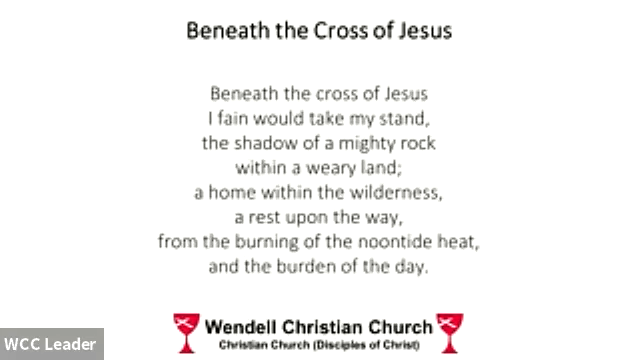 Beneath the Cross of Jesus
Beneath the cross of Jesus
I fain would take my stand,
the shadow of a mighty rock
within a weary land;
a home within the wilderness,
a rest upon the way,
from the burning of the noontide heat,
and the burden of the day.
Wendell Christian Church
Christian Church (Disciples of Christ)
WCC Leader